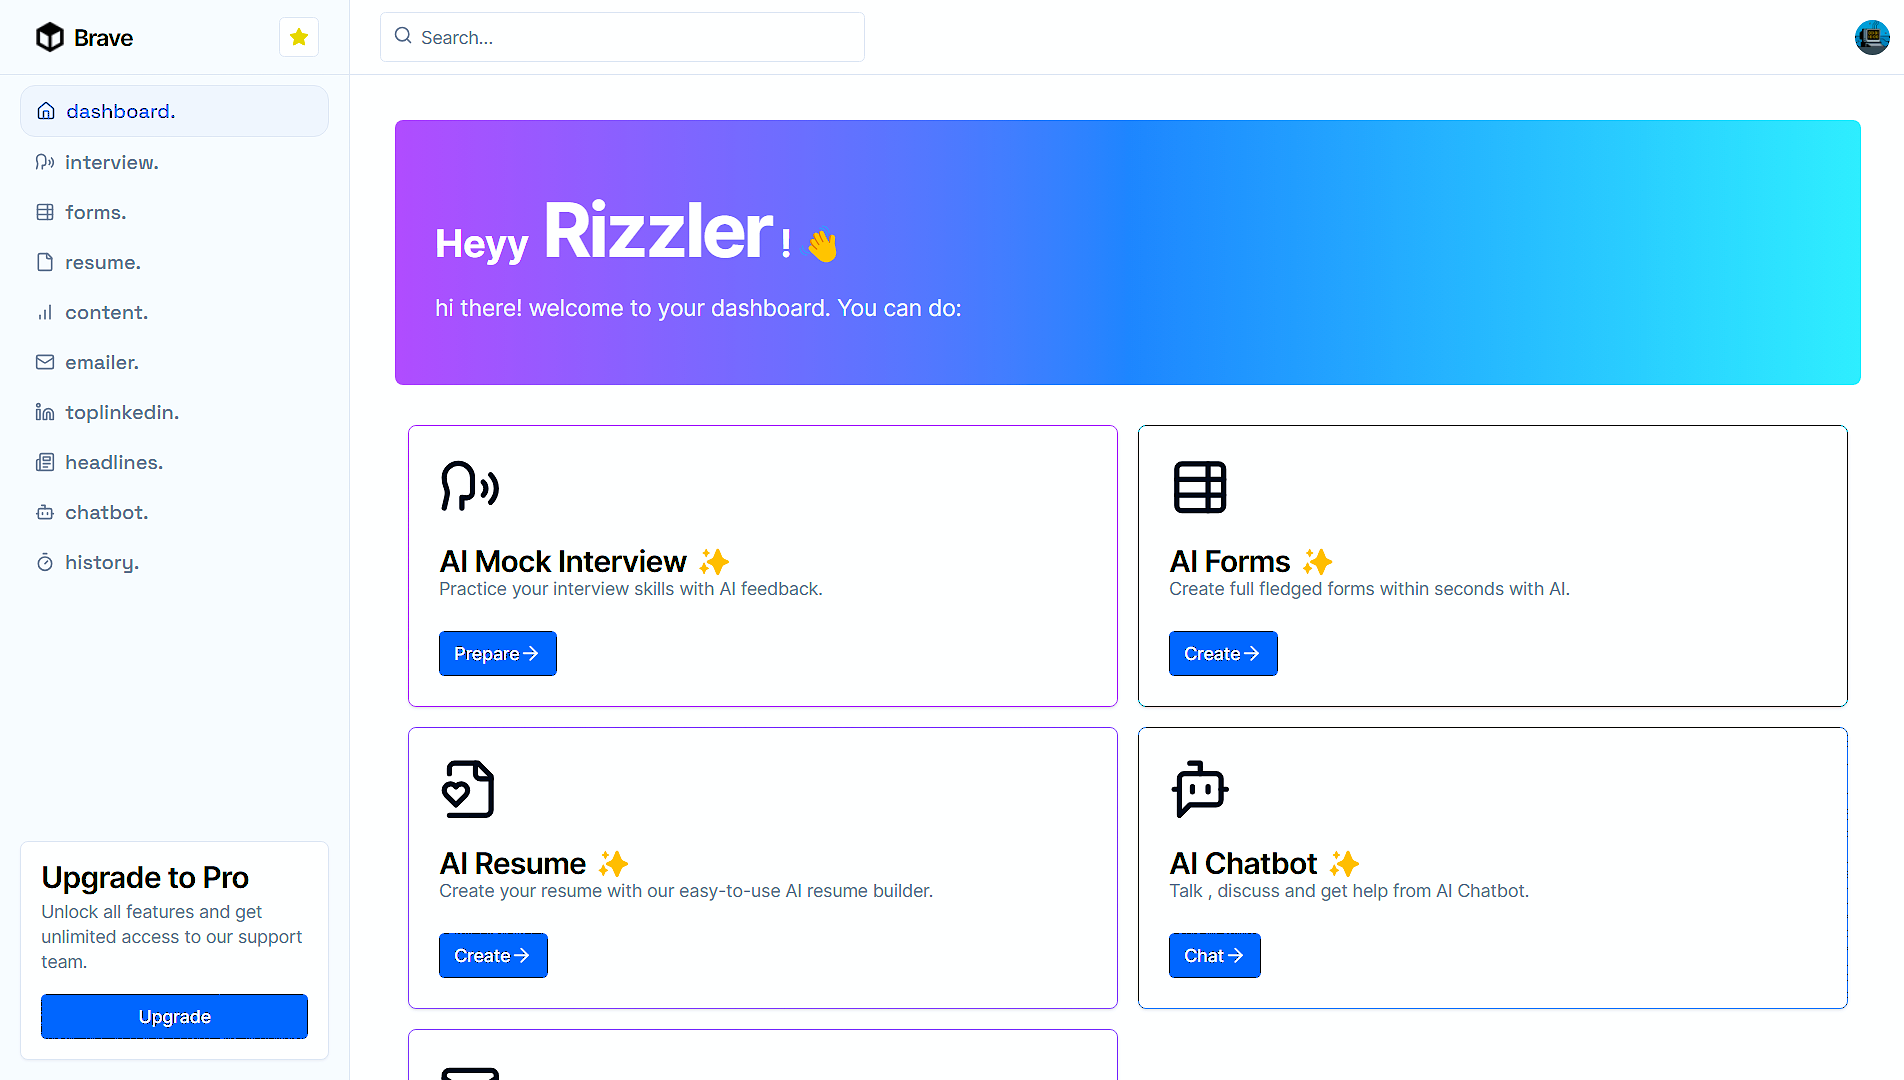 Brave
Search...
dashboard.
interview.
forms.
resume.
content.
emailer.
toplinkedin.
headlines.
chatbot.
history.
Upgrade to Pro
Unlock all features and get
unlimited access to our support
team.
Upgrade
Heyy Rizzler ! 👋
hi there! welcome to your dashboard. You can do:
AI Mock Interview ✨
Practice your interview skills with AI feedback.
Prepare →
AI Forms ✨
Create full fledged forms within seconds with AI.
Create →
AI Resume ✨
Create your resume with our easy-to-use AI resume builder.
Create →
AI Chatbot ✨
Talk , discuss and get help from AI Chatbot.
Chat →